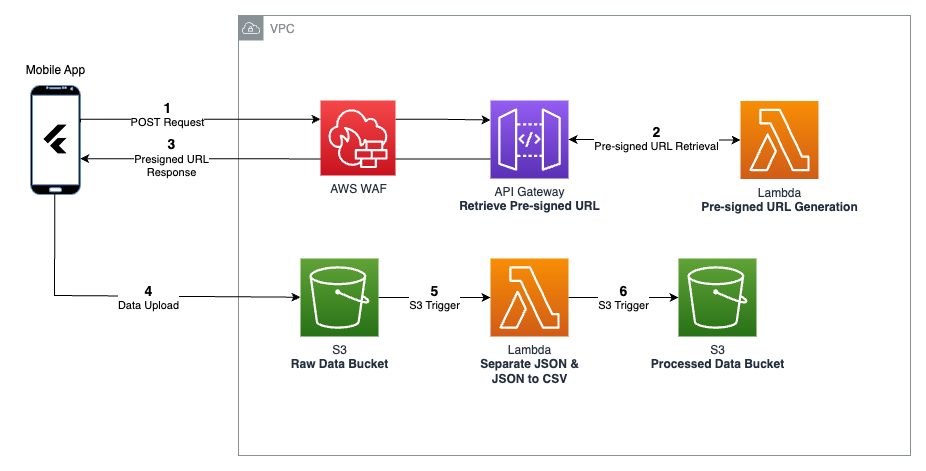 VPC
Mobile App
1
POST Request
3
Presigned URL
Response
AWS WAF
API Gateway
Retrieve Pre-signed URL
2
Pre-signed URL Retrieval
Lambda
Pre-signed URL Generation
4
Data Upload
S3
Raw Data Bucket
5
S3 Trigger
Lambda
Separate JSON &
JSON to CSV
6
S3 Trigger
S3
Processed Data Bucket